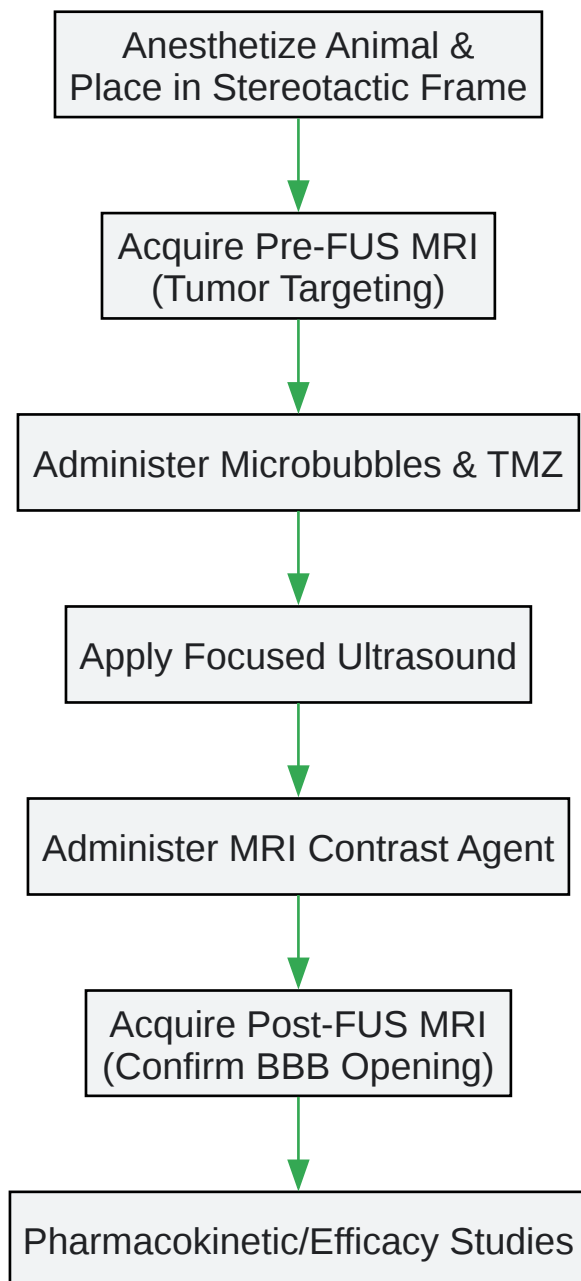 Anesthetize Animal &
Place in Stereotactic Frame
Acquire Pre-FUS MRI
(Tumor Targeting)
Administer Microbubbles & TMZ
Apply Focused Ultrasound
Administer MRI Contrast Agent
Acquire Post-FUS MRI
(Confirm BBB Opening)
Pharmacokinetic/Efficacy Studies